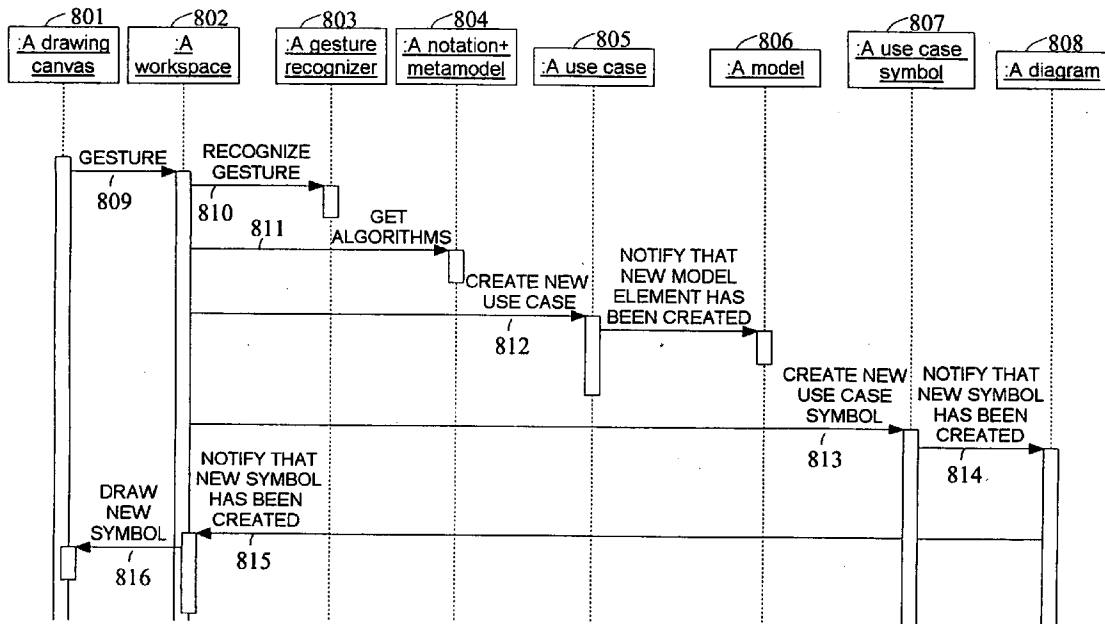 801
802
803
804
805
806
807
808
:A drawing
canvas
:A
workspace
:A gesture
recognizer
:A notation+
metamodel
:A use case
:A model
:A use case
symbol
:A diagram
GESTURE
809
RECOGNIZE
GESTURE
810
811
GET
ALGORITHMS
CREATE NEW
USE CASE
812
NOTIFY THAT
NEW MODEL
ELEMENT HAS
BEEN CREATED
CREATE NEW
USE CASE
SYMBOL
813
NOTIFY THAT
NEW SYMBOL
HAS BEEN
CREATED
814
NOTIFY THAT
NEW SYMBOL
HAS BEEN
CREATED
815
DRAW
NEW
SYMBOL
816